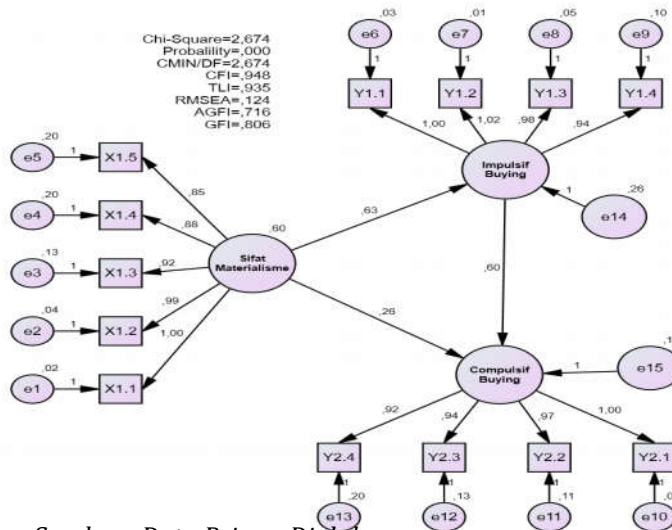 Chi-Square=2,674
Probalility=,000
CMIN/DF=2,674
CFI=,948
TLI=,935
RMSEA=,124
AGFI=,716
GFI=,806
,03 ,01 ,05 ,10
e6 e7 e8 e9
1 1 1 1
Y1.1 Y1.2 Y1.3 Y1.4
1,00 1,02 ,98 ,94
Impulsif
Buying
,26
1 e14
,20
e5 1 X1.5 ,85
,20
e4 1 X1.4 ,88
,13
e3 1 X1.3 ,92
,04
e2 1 X1.2 ,99
,02
e1 1 X1.1 1,00
,60
Sifat
Materialisme
,63
,60
,26
Compulsif
Buying
1 e15
,92 ,94 ,97 1,00
Y2.4 Y2.3 Y2.2 Y2.1
1 1 1 1
,20 ,13 ,11
e13 e12 e11 e10